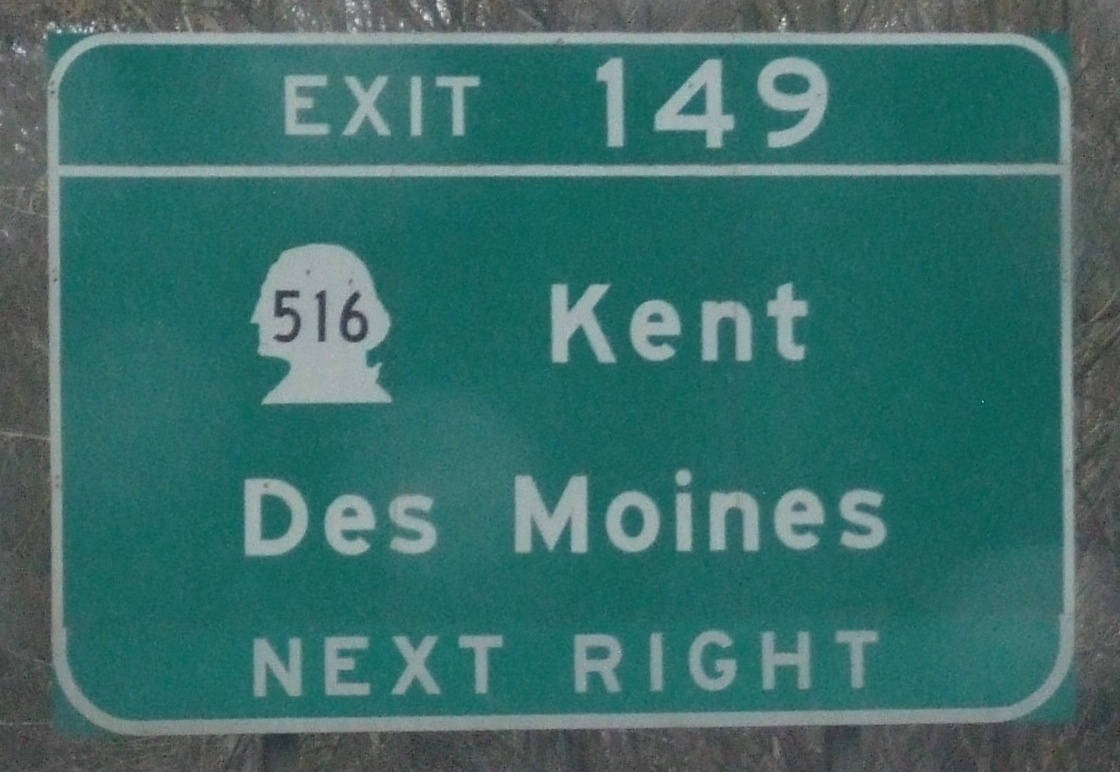 EXIT 149
516 Kent
Des Moines
NEXT RIGHT